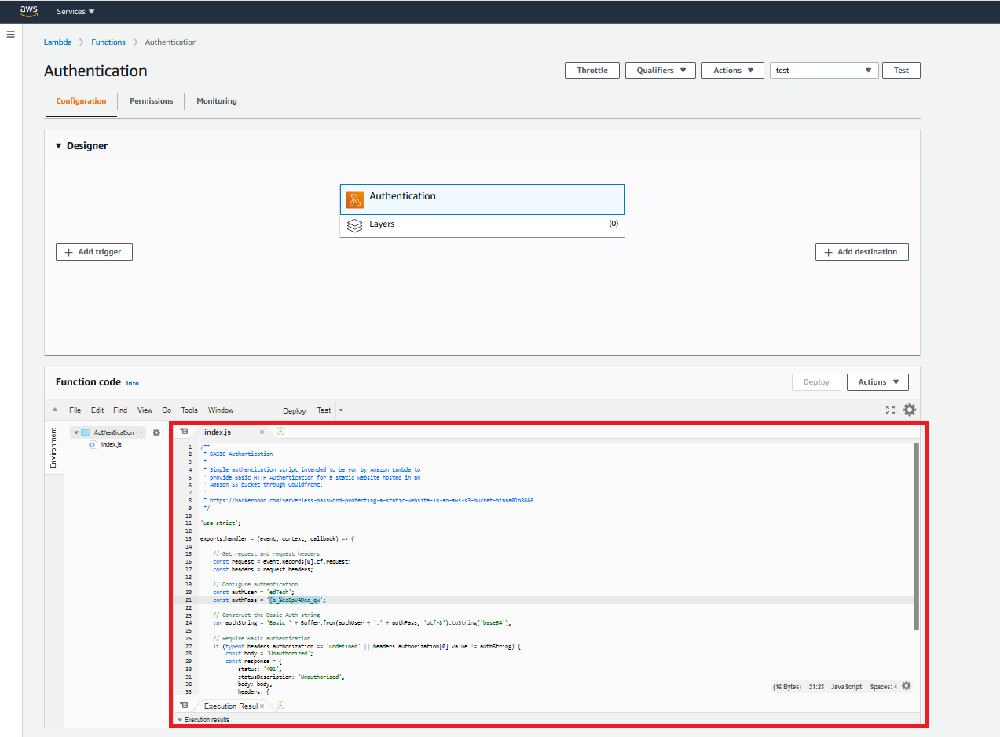 aws Services
Lambda Functions Authentication
Authentication
Throttle Qualifiers Actions test Test
Configuration Permissions Monitoring
Designer
Authentication
Layers (0)
+ Add trigger
+ Add destination
Function code Info
Deploy Actions
File Edit Find View Go Tools Window Deploy Test
Environment
Authentication - /
index.js
index.js ×
1 /**
2 * BASIC Authentication
3 *
4 * Simple authentication script intended to be run by Amazon Lambda to
5 * provide Basic HTTP Authentication for a static website hosted in an
6 * Amazon S3 bucket through Couldfront.
7 *
8 * https://hackernoon.com/serverless-password-protecting-a-static-website-in-an-aws-s3-bucket-bfaaa01b8666
9 */
10
11 'use strict';
12
13 exports.handler = (event, context, callback) => {
14
15 // Get request and request headers
16 const request = event.Records[0].cf.request;
17 const headers = request.headers;
18
19 // Configure authentication
20 const authUser = 'edTech';
21 const authPass = ';
22
23 // Construct the Basic Auth string
24 var authString = 'Basic ' + Buffer.from(authUser + ':' + authPass, 'utf-8').toString('base64');
25
26 // Require Basic authentication
27 if (typeof headers.authorization == 'undefined' || headers.authorization[0].value != authString) {
28 const body = 'Unauthorized';
29 const response = {
30 status: '401',
31 statusDescription: 'Unauthorized',
32 body: body,
33 headers: {
(16 Bytes) 21:23 JavaScript Spaces: 4
Execution Resul ×
Execution results